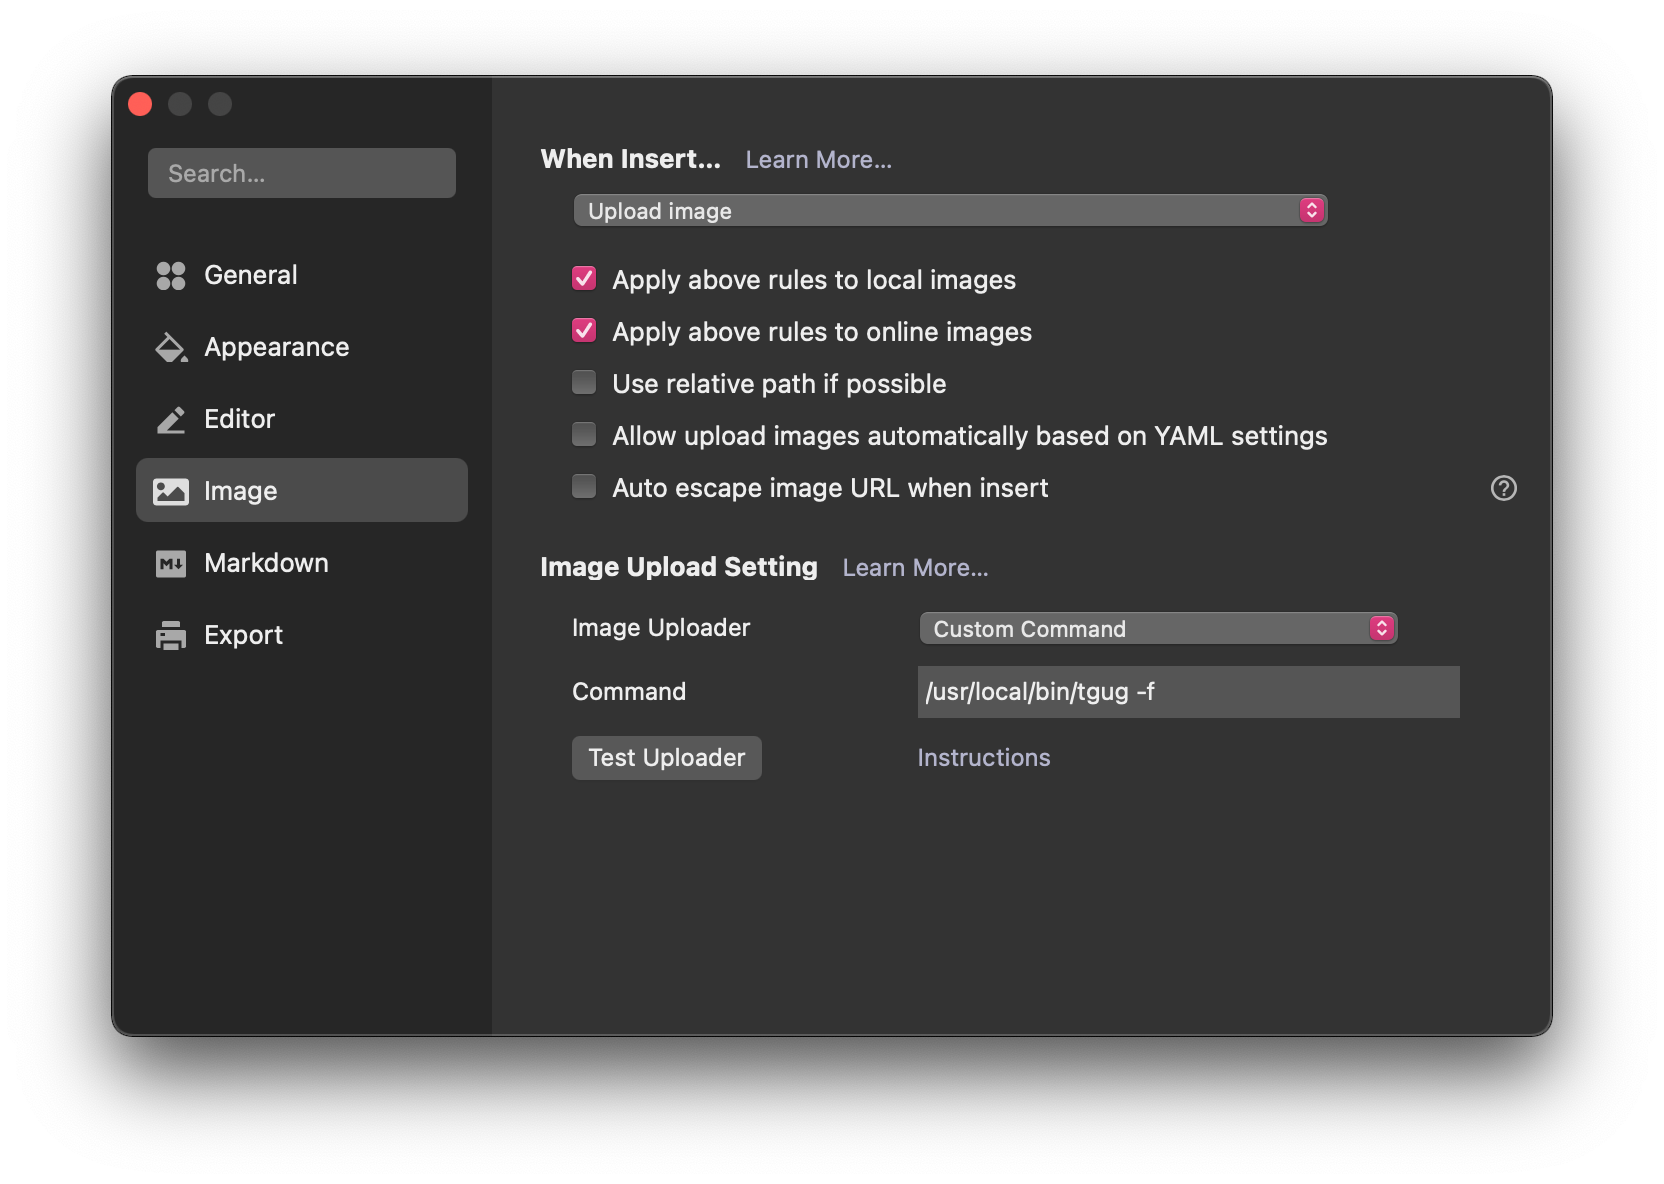 Search...
General
Appearance
Editor
Image
M↓ Markdown
Export
When Insert... Learn More...
Upload image
Apply above rules to local images
Apply above rules to online images
Use relative path if possible
Allow upload images automatically based on YAML settings
Auto escape image URL when insert ?
Image Upload Setting Learn More...
Image Uploader Custom Command
Command /usr/local/bin/tgug -f
Test Uploader Instructions